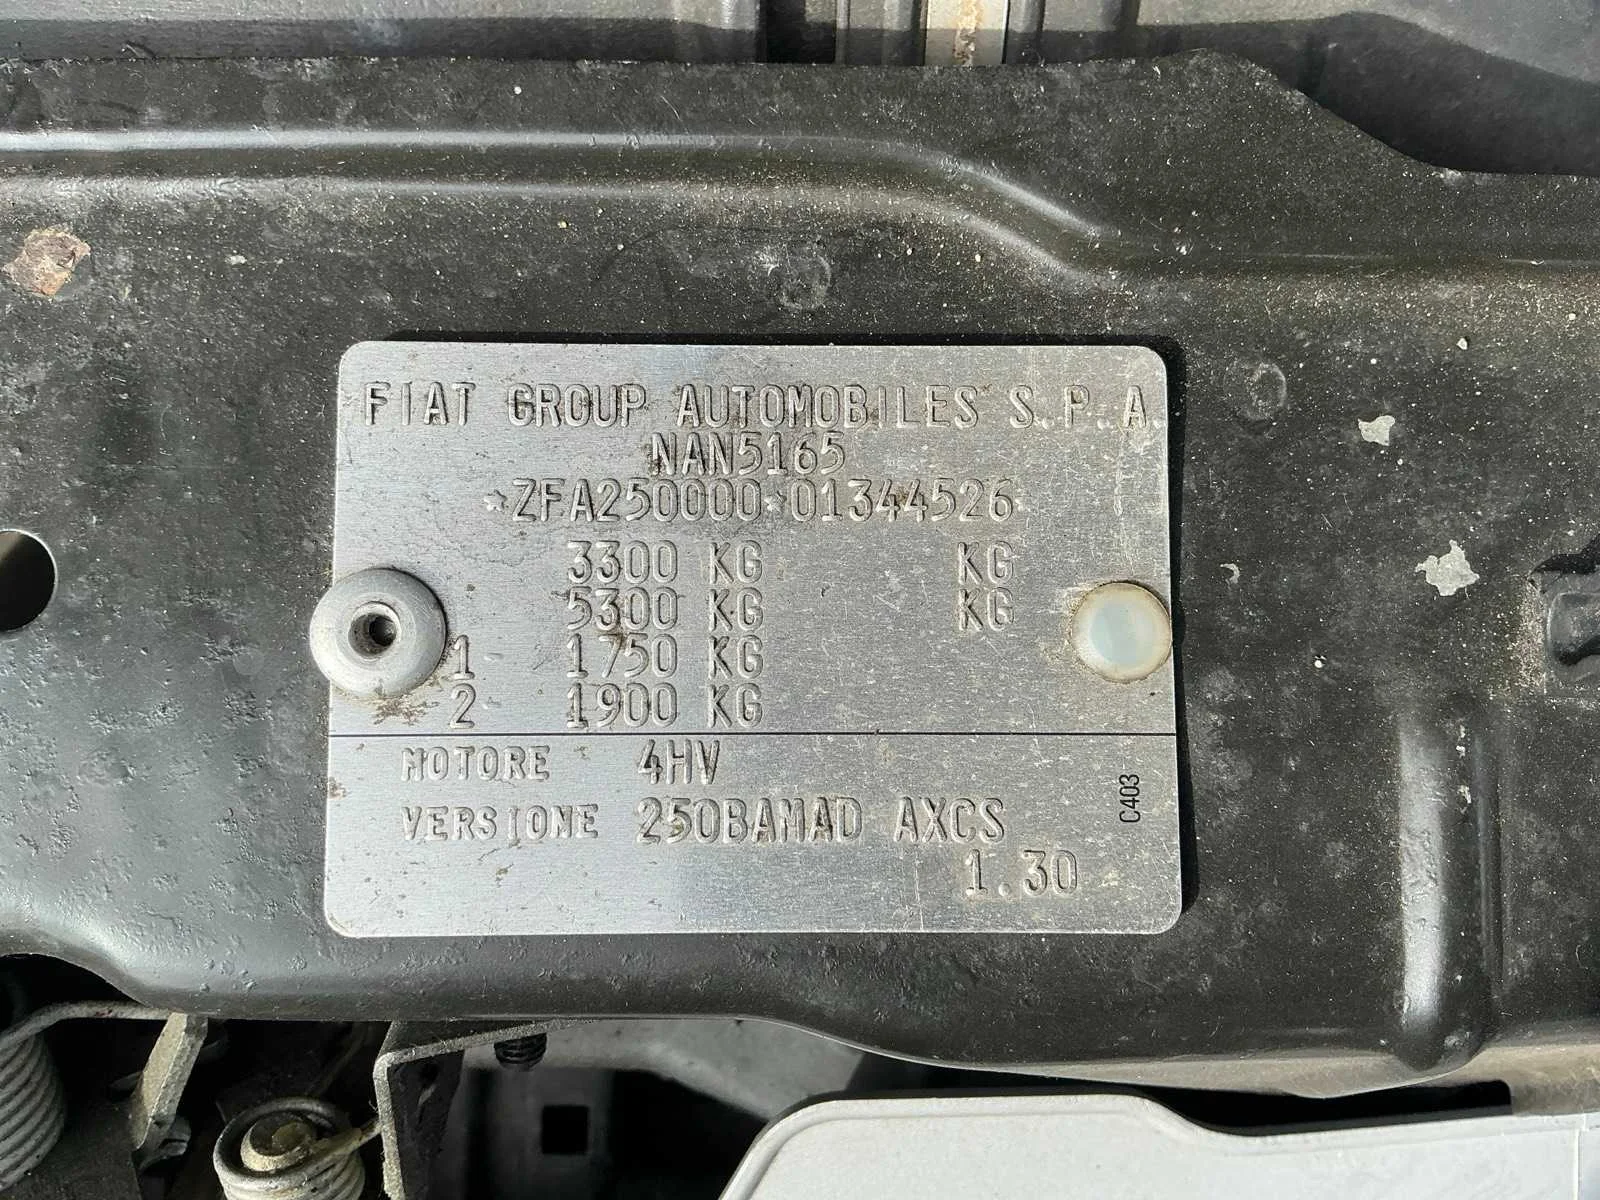 FIAT GROUP AUTOMOBILES S.P.A.
NAN5165
*ZFA250000*01344526*
3300 KG KG
5300 KG KG
1- 1750 KG
2- 1900 KG
MOTORE 4HV
VERSIONE 250BAMAD AXCS
1.30
C403